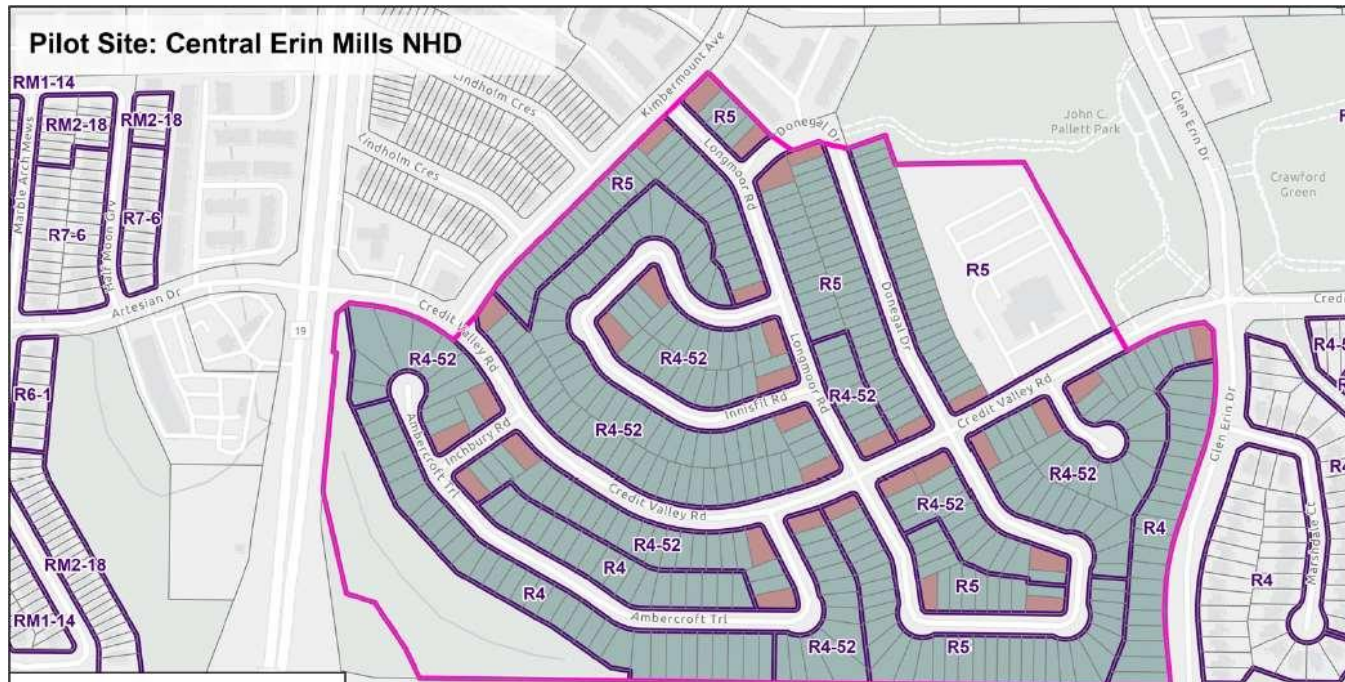 Pilot Site: Central Erin Mills NHD
RM1-14
RM2-18
RM2-18
Marble Arch Mews
R7-6
R7-6
Half Moon Grv
Artesian Dr
19
R6-1
RM2-18
RM1-14
Lindholm Cres
Lindholm Cres
Kimbermount Ave
R5
Donegal Dr
Longmoor Rd
R5
John C.
Pallett Park
Glen Erin Dr
Crawford
Green
R5
R5
Donegal Dr
Credit Valley Rd
R4-52
R4-52
Innisfil Rd
Longmoor Rd
R4-52
Credit Valley Rd
R4-52
Inchbury Rd
Ambercroft Trl
Credit Valley Rd
R4-52
R4-52
R4-52
R4
Glen Erin Dr
R4
R4
R5
Ambercroft Trl
R4-52
R5
R4
Marshdale Ct